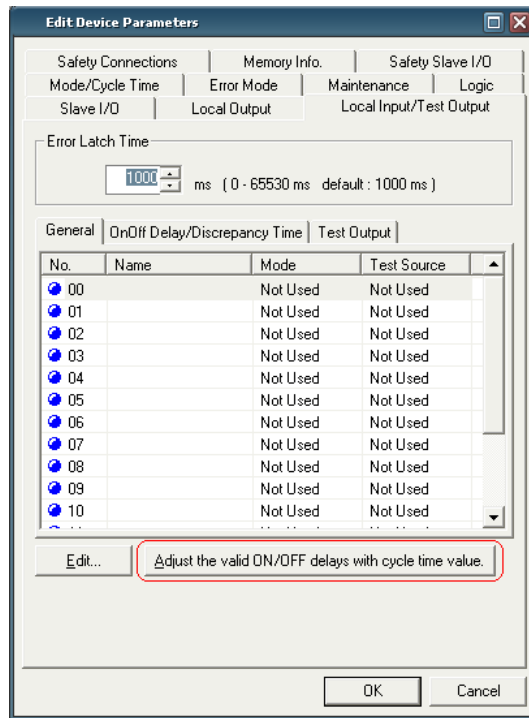 Edit Device Parameters
Safety Connections Memory Info. Safety Slave I/O
Mode/Cycle Time Error Mode Maintenance Logic
Slave I/O Local Output Local Input/Test Output
Error Latch Time
1000 ms ( 0 - 65530 ms default : 1000 ms )
General OnOff Delay/Discrepancy Time Test Output
No. Name Mode Test Source
00 Not Used Not Used
01 Not Used Not Used
02 Not Used Not Used
03 Not Used Not Used
04 Not Used Not Used
05 Not Used Not Used
06 Not Used Not Used
07 Not Used Not Used
08 Not Used Not Used
09 Not Used Not Used
10 Not Used Not Used
Edit... Adjust the valid ON/OFF delays with cycle time value.
OK Cancel